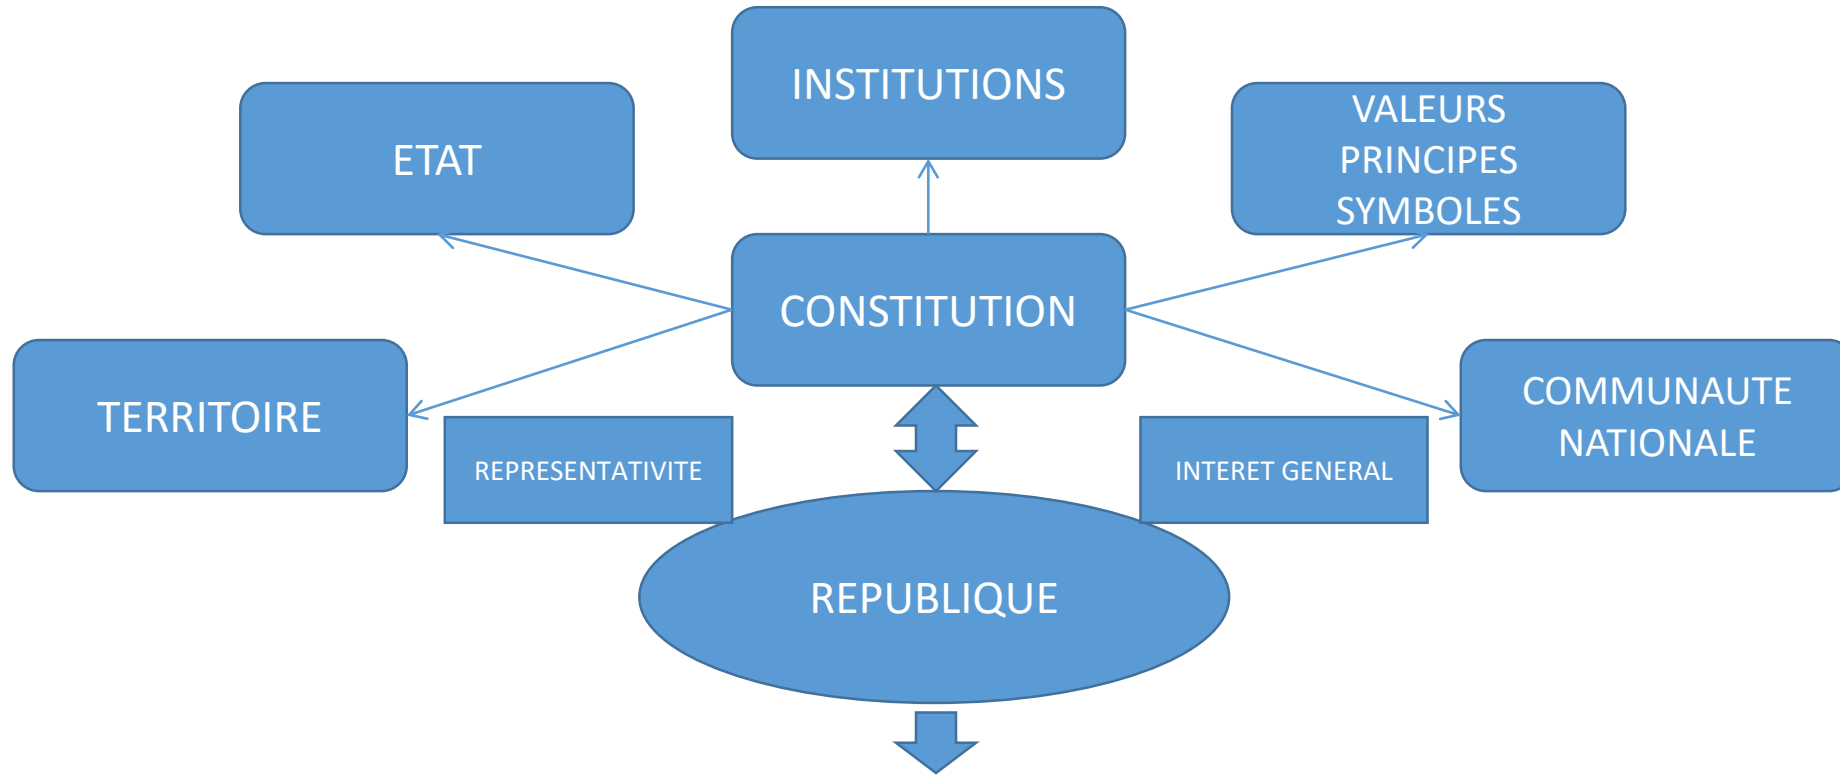 INSTITUTIONS
ETAT
VALEURS
PRINCIPES
SYMBOLES
CONSTITUTION
TERRITOIRE
COMMUNAUTE
NATIONALE
REPRESENTATIVITE
INTERET GENERAL
REPUBLIQUE